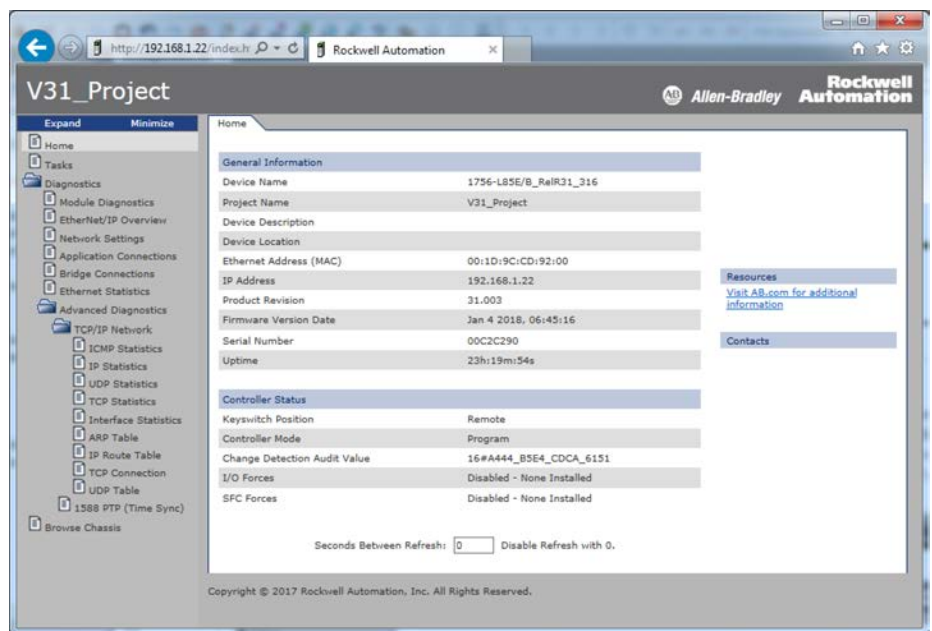 http://192.168.1.22/index.hr
Rockwell Automation
V31_Project
AB Allen-Bradley
Rockwell Automation
Expand Minimize
Home
Tasks
Diagnostics
Module Diagnostics
EtherNet/IP Overview
Network Settings
Application Connections
Bridge Connections
Ethernet Statistics
Advanced Diagnostics
TCP/IP Network
ICMP Statistics
IP Statistics
UDP Statistics
TCP Statistics
Interface Statistics
ARP Table
IP Route Table
TCP Connection
UDP Table
1588 PTP (Time Sync)
Browse Chassis
Home
General Information
Device Name 1756-L85E/B_RelR31_316
Project Name V31_Project
Device Description
Device Location
Ethernet Address (MAC) 00:1D:9C:CD:92:00
IP Address 192.168.1.22
Product Revision 31.003
Firmware Version Date Jan 4 2018, 06:45:16
Serial Number 00C2C290
Uptime 23h:19m:54s
Controller Status
Keyswitch Position Remote
Controller Mode Program
Change Detection Audit Value 16#A444_B5E4_CDCA_6151
I/O Forces Disabled - None Installed
SFC Forces Disabled - None Installed
Seconds Between Refresh: 0 Disable Refresh with 0.
Resources
Visit AB.com for additional
information
Contacts
Copyright © 2017 Rockwell Automation, Inc. All Rights Reserved.